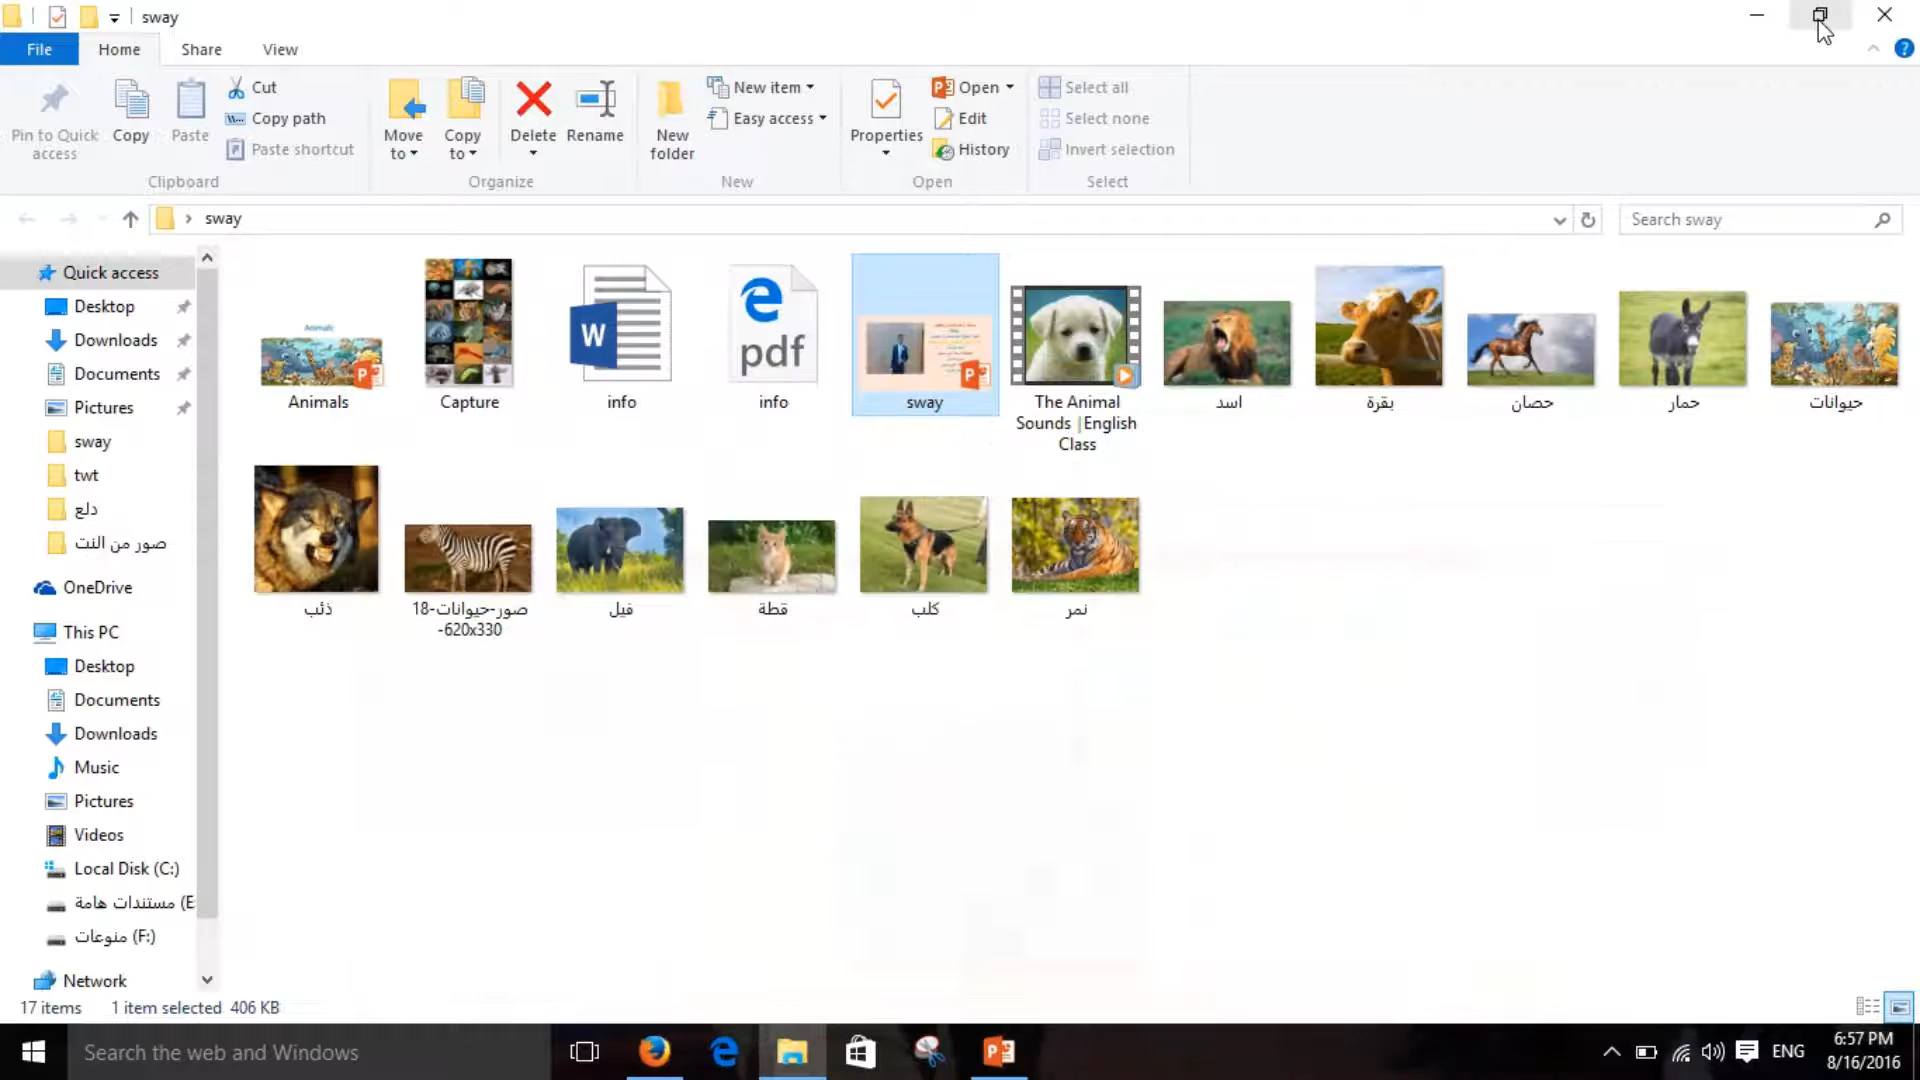 sway
File
Home
Share
View
Pin to Quick
access
Copy
Paste
Cut
Copy path
Paste shortcut
Clipboard
Move
to
Copy
to
Delete
Rename
Organize
New
folder
New item
Easy access
New
Properties
Open
Edit
History
Open
Select all
Select none
Invert selection
Select
sway
Search sway
Quick access
Desktop
Downloads
Documents
Pictures
sway
twt
دلع
صور من النت
OneDrive
This PC
Desktop
Documents
Downloads
Music
Pictures
Videos
Local Disk (C:)
مستندات هامة (E
منوعات (F:)
Network
Animals
Animals
Capture
W
info
pdf
info
sway
The Animal
Sounds |English
Class
اسد
بقرة
حصان
حمار
حيوانات
ذئب
صور-حيوانات-18
-620x330
فيل
قطة
كلب
نمر
17 items
1 item selected 406 KB
Search the web and Windows
ENG
6:57 PM
8/16/2016